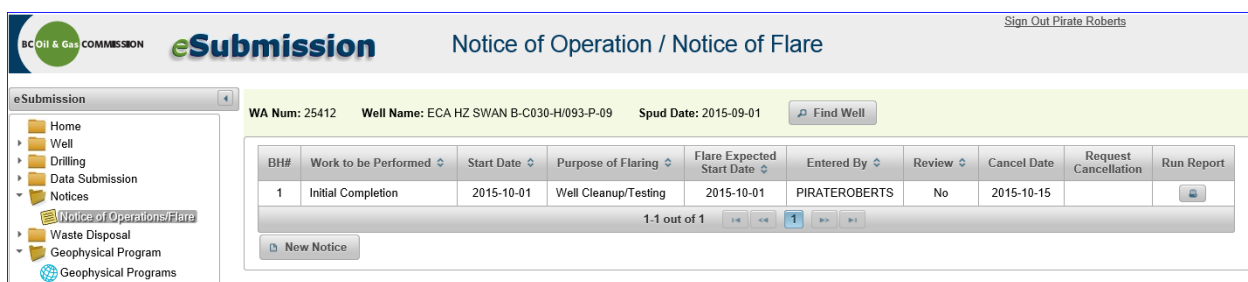 Sign Out Pirate Roberts
BC Oil & Gas COMMISSION
eSubmission
Notice of Operation / Notice of Flare
eSubmission
Home
Well
Drilling
Data Submission
Notices
Notice of Operations/Flare
Waste Disposal
Geophysical Program
Geophysical Programs
WA Num: 25412 Well Name: ECA HZ SWAN B-C030-H/093-P-09 Spud Date: 2015-09-01 Find Well
BH# Work to be Performed Start Date Purpose of Flaring Flare Expected Start Date Entered By Review Cancel Date Request Cancellation Run Report
1 Initial Completion 2015-10-01 Well Cleanup/Testing 2015-10-01 PIRATEROBERTS No 2015-10-15
1-1 out of 1 1
New Notice